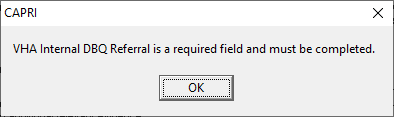 CAPRI
VHA Internal DBQ Referral is a required field and must be completed.
OK